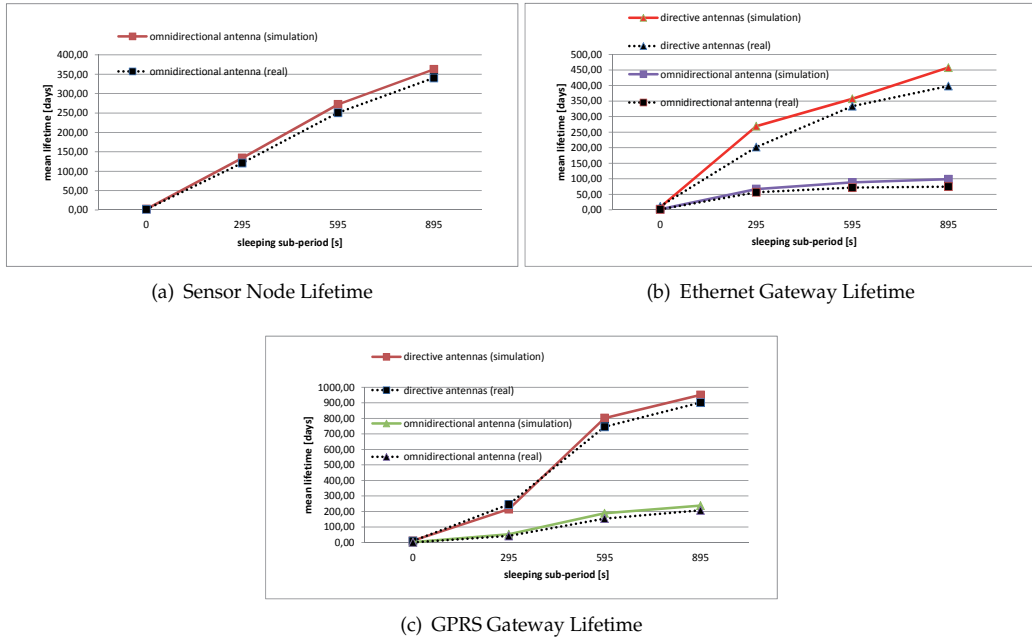 omnidirectional antenna (simulation)
omnidirectional antenna (real)
400,00
350,00
300,00
250,00
200,00
150,00
100,00
50,00
0,00
mean lifetime [days]
0 295 595 895
sleeping sub-period [s]
(a) Sensor Node Lifetime
directive antennas (simulation)
directive antennas (real)
omnidirectional antenna (simulation)
omnidirectional antenna (real)
500,00
450,00
400,00
350,00
300,00
250,00
200,00
150,00
100,00
50,00
0,00
mean lifetime [days]
0 295 595 895
sleeping sub-period [s]
(b) Ethernet Gateway Lifetime
directive antennas (simulation)
directive antennas (real)
omnidirectional antenna (simulation)
omnidirectional antenna (real)
1000,00
900,00
800,00
700,00
600,00
500,00
400,00
300,00
200,00
100,00
0,00
mean lifetime [days]
0 295 595 895
sleeping sub-period [s]
(c) GPRS Gateway Lifetime